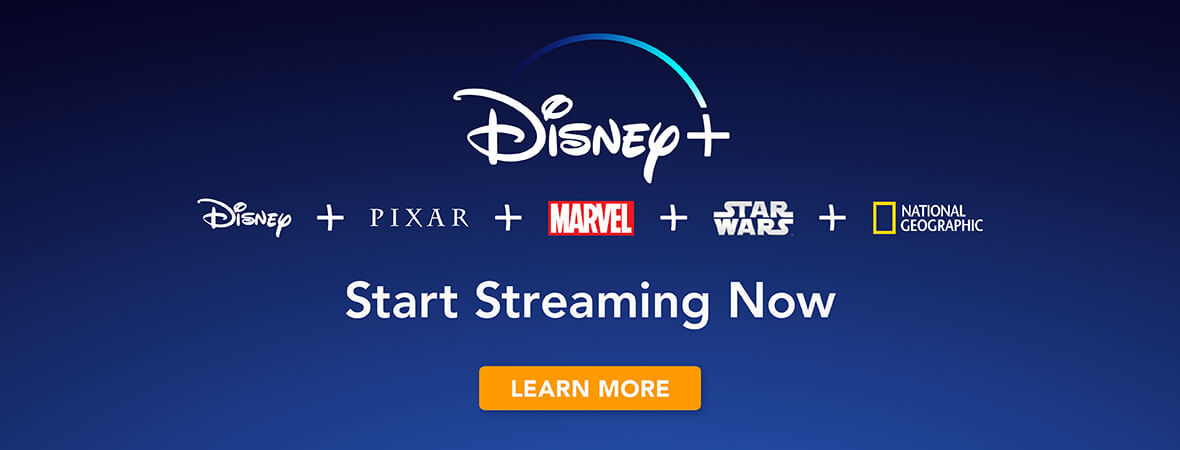 Disney+
Disney + PIXAR + MARVEL + STAR WARS + NATIONAL GEOGRAPHIC
Start Streaming Now
LEARN MORE